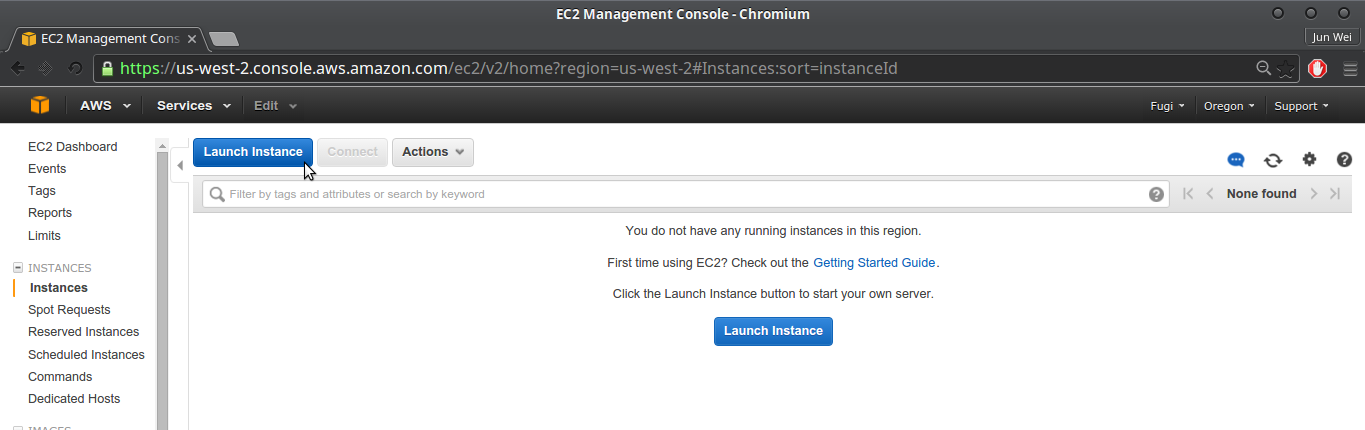 EC2 Management Console - Chromium
EC2 Management Cons
Jun Wei
https://us-west-2.console.aws.amazon.com/ec2/v2/home?region=us-west-2#Instances:sort=instanceId
AWS Services Edit Fugi Oregon Support
EC2 Dashboard
Events
Tags
Reports
Limits
INSTANCES
Instances
Spot Requests
Reserved Instances
Scheduled Instances
Commands
Dedicated Hosts
IMAGES
Launch Instance Connect Actions
Filter by tags and attributes or search by keyword
None found
You do not have any running instances in this region.
First time using EC2? Check out the Getting Started Guide.
Click the Launch Instance button to start your own server.
Launch Instance